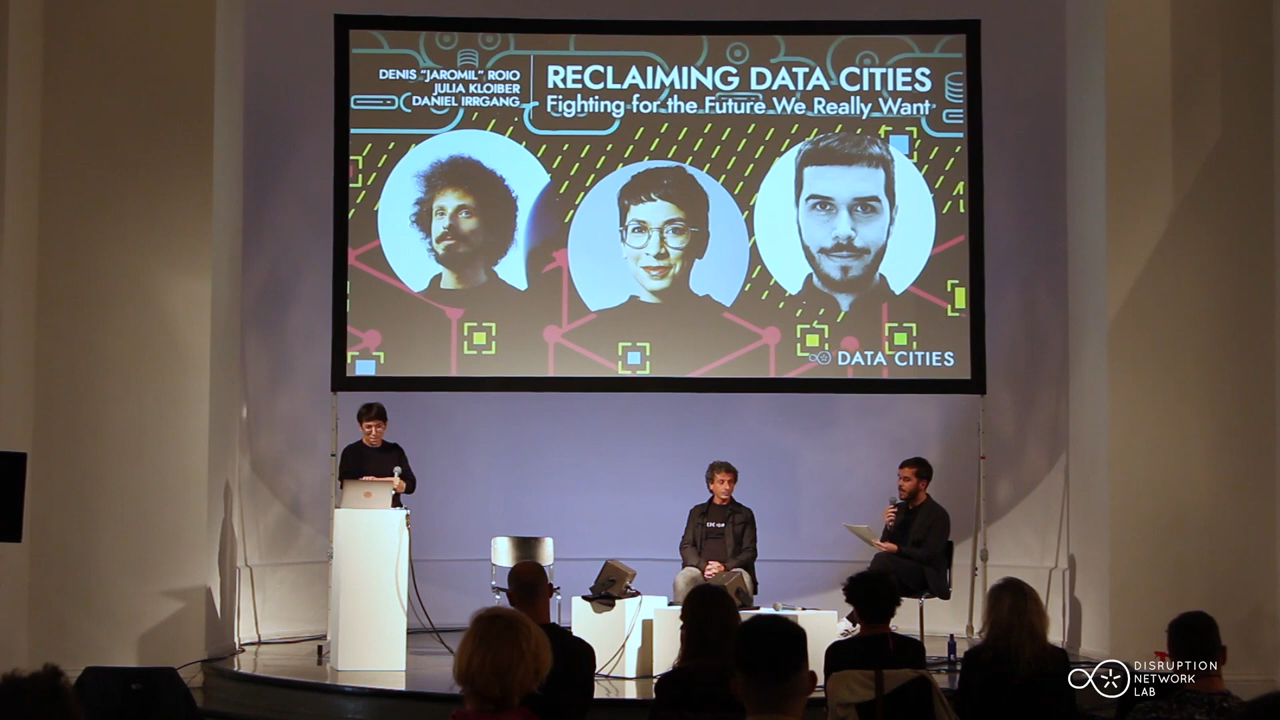 DENIS "JAROMIL" ROIO
JULIA KLOIBER
DANIEL IRRGANG
RECLAIMING DATA CITIES
Fighting for the Future We Really Want
DATA CITIES
DISRUPTION
NETWORK
LAB